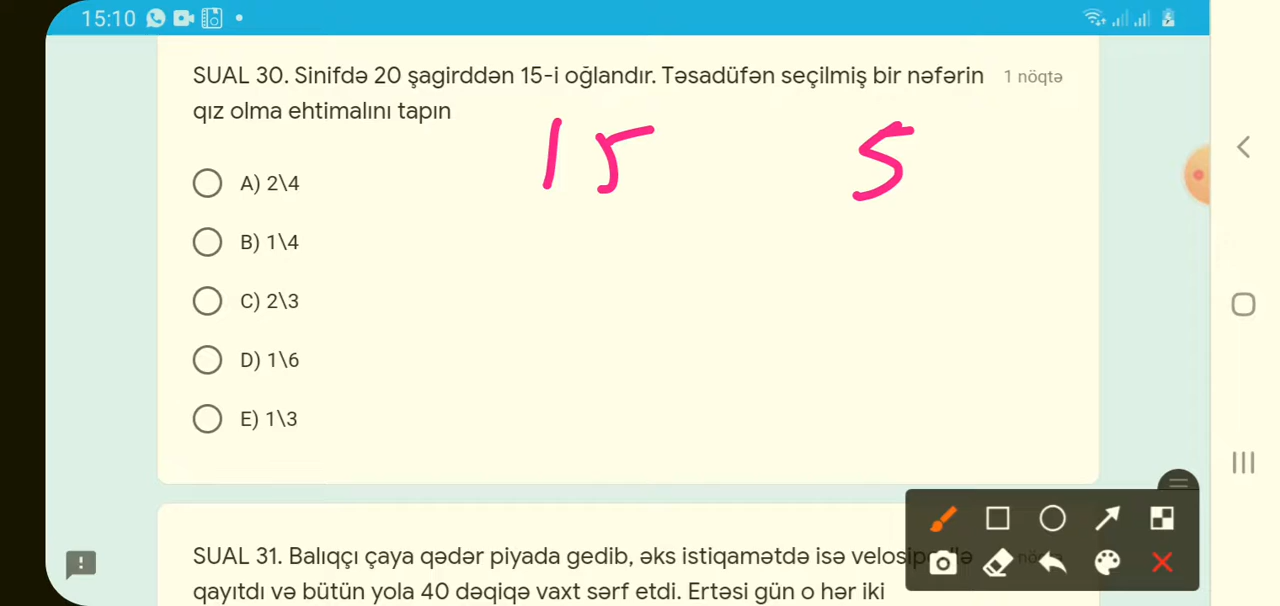 15:10
SUAL 30. Sinifdə 20 şagirddən 15-i oğlandır. Təsadüfən seçilmiş bir nəfərin 1 nöqtə
qız olma ehtimalını tapın
15 5
A) 2\4
B) 1\4
C) 2\3
D) 1\6
E) 1\3
SUAL 31. Balıqçı çaya qədər piyada gedib, əks istiqamətdə isə velosipedlə
qayıtdı və bütün yola 40 dəqiqə vaxt sərf etdi. Ertəsi gün o hər iki